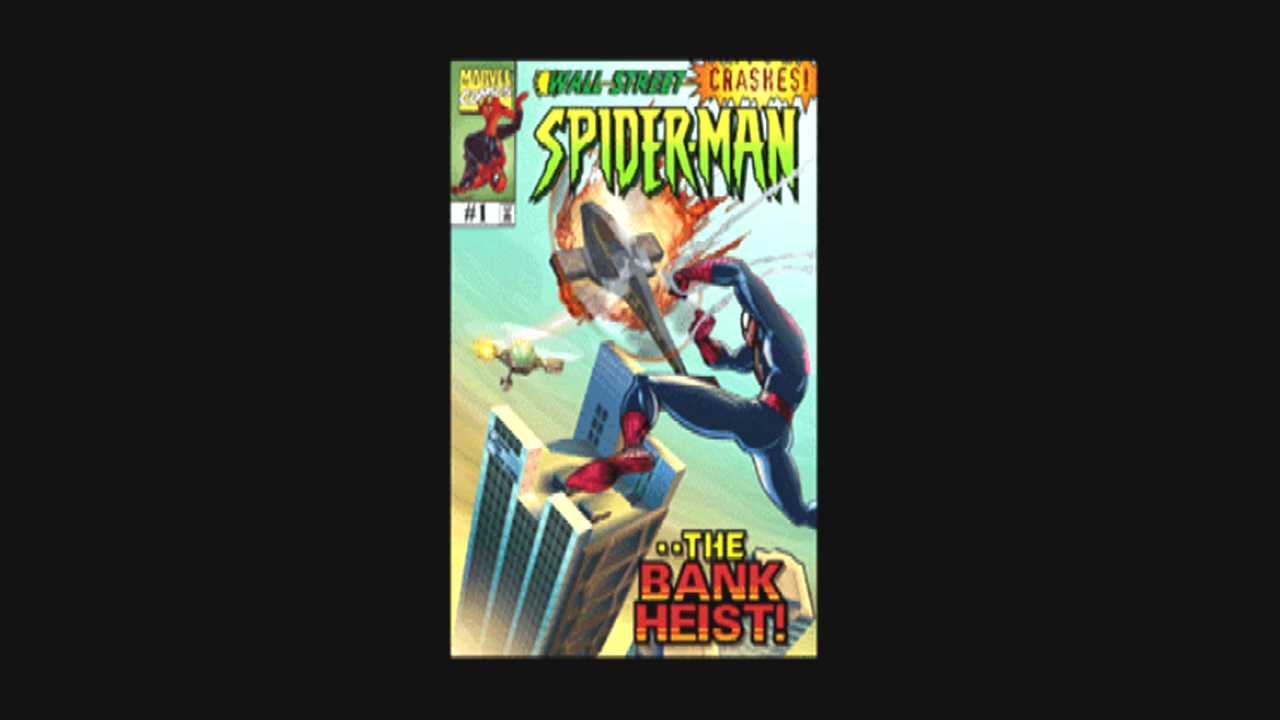 MARVEL
COMICS
WALL STREET
CRASHES!
SPIDER-MAN
#1
..THE
BANK
HEIST!